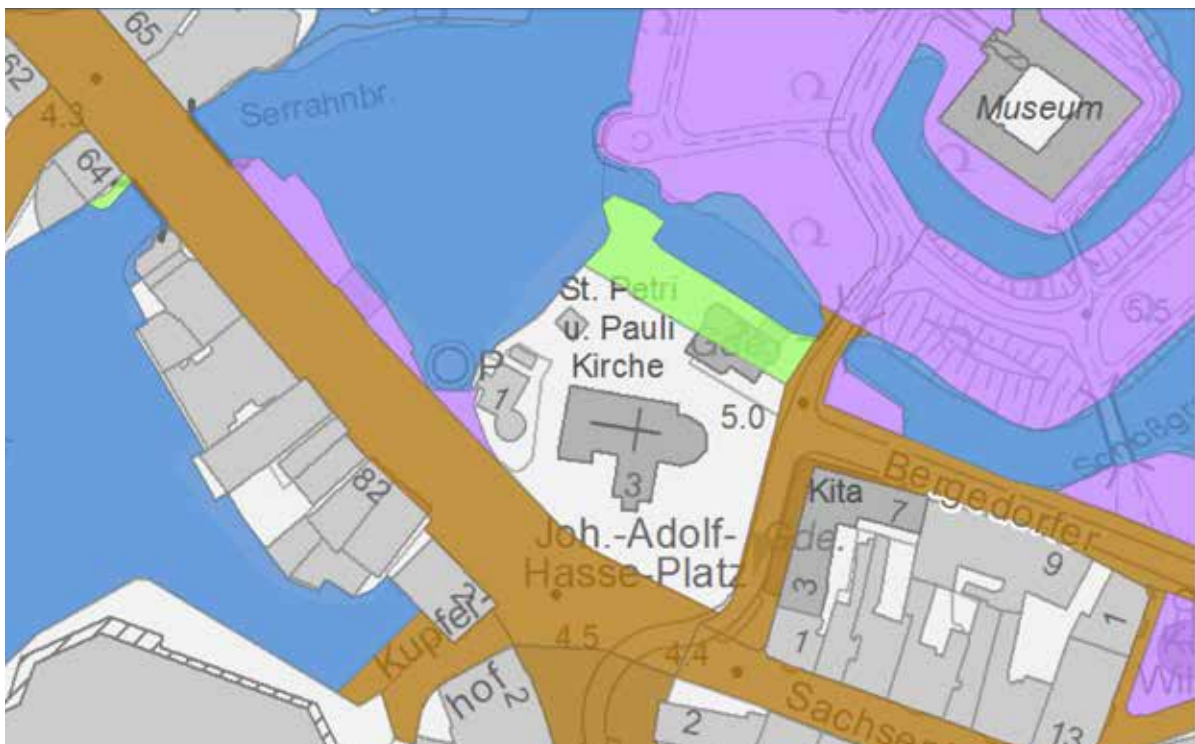 65
62
4.3
Serrahnbr.
Museum
64
5.5
St. Petri
u. Pauli
Kirche
P
1
5.0
3
82
Bergedorfer
Kita
7
Joh.-Adolf-
Hasse-Platz
Gde.
3
9
1
1
4.5
4.4
Kupfer-
hof
2
2
2
Sachsen
13